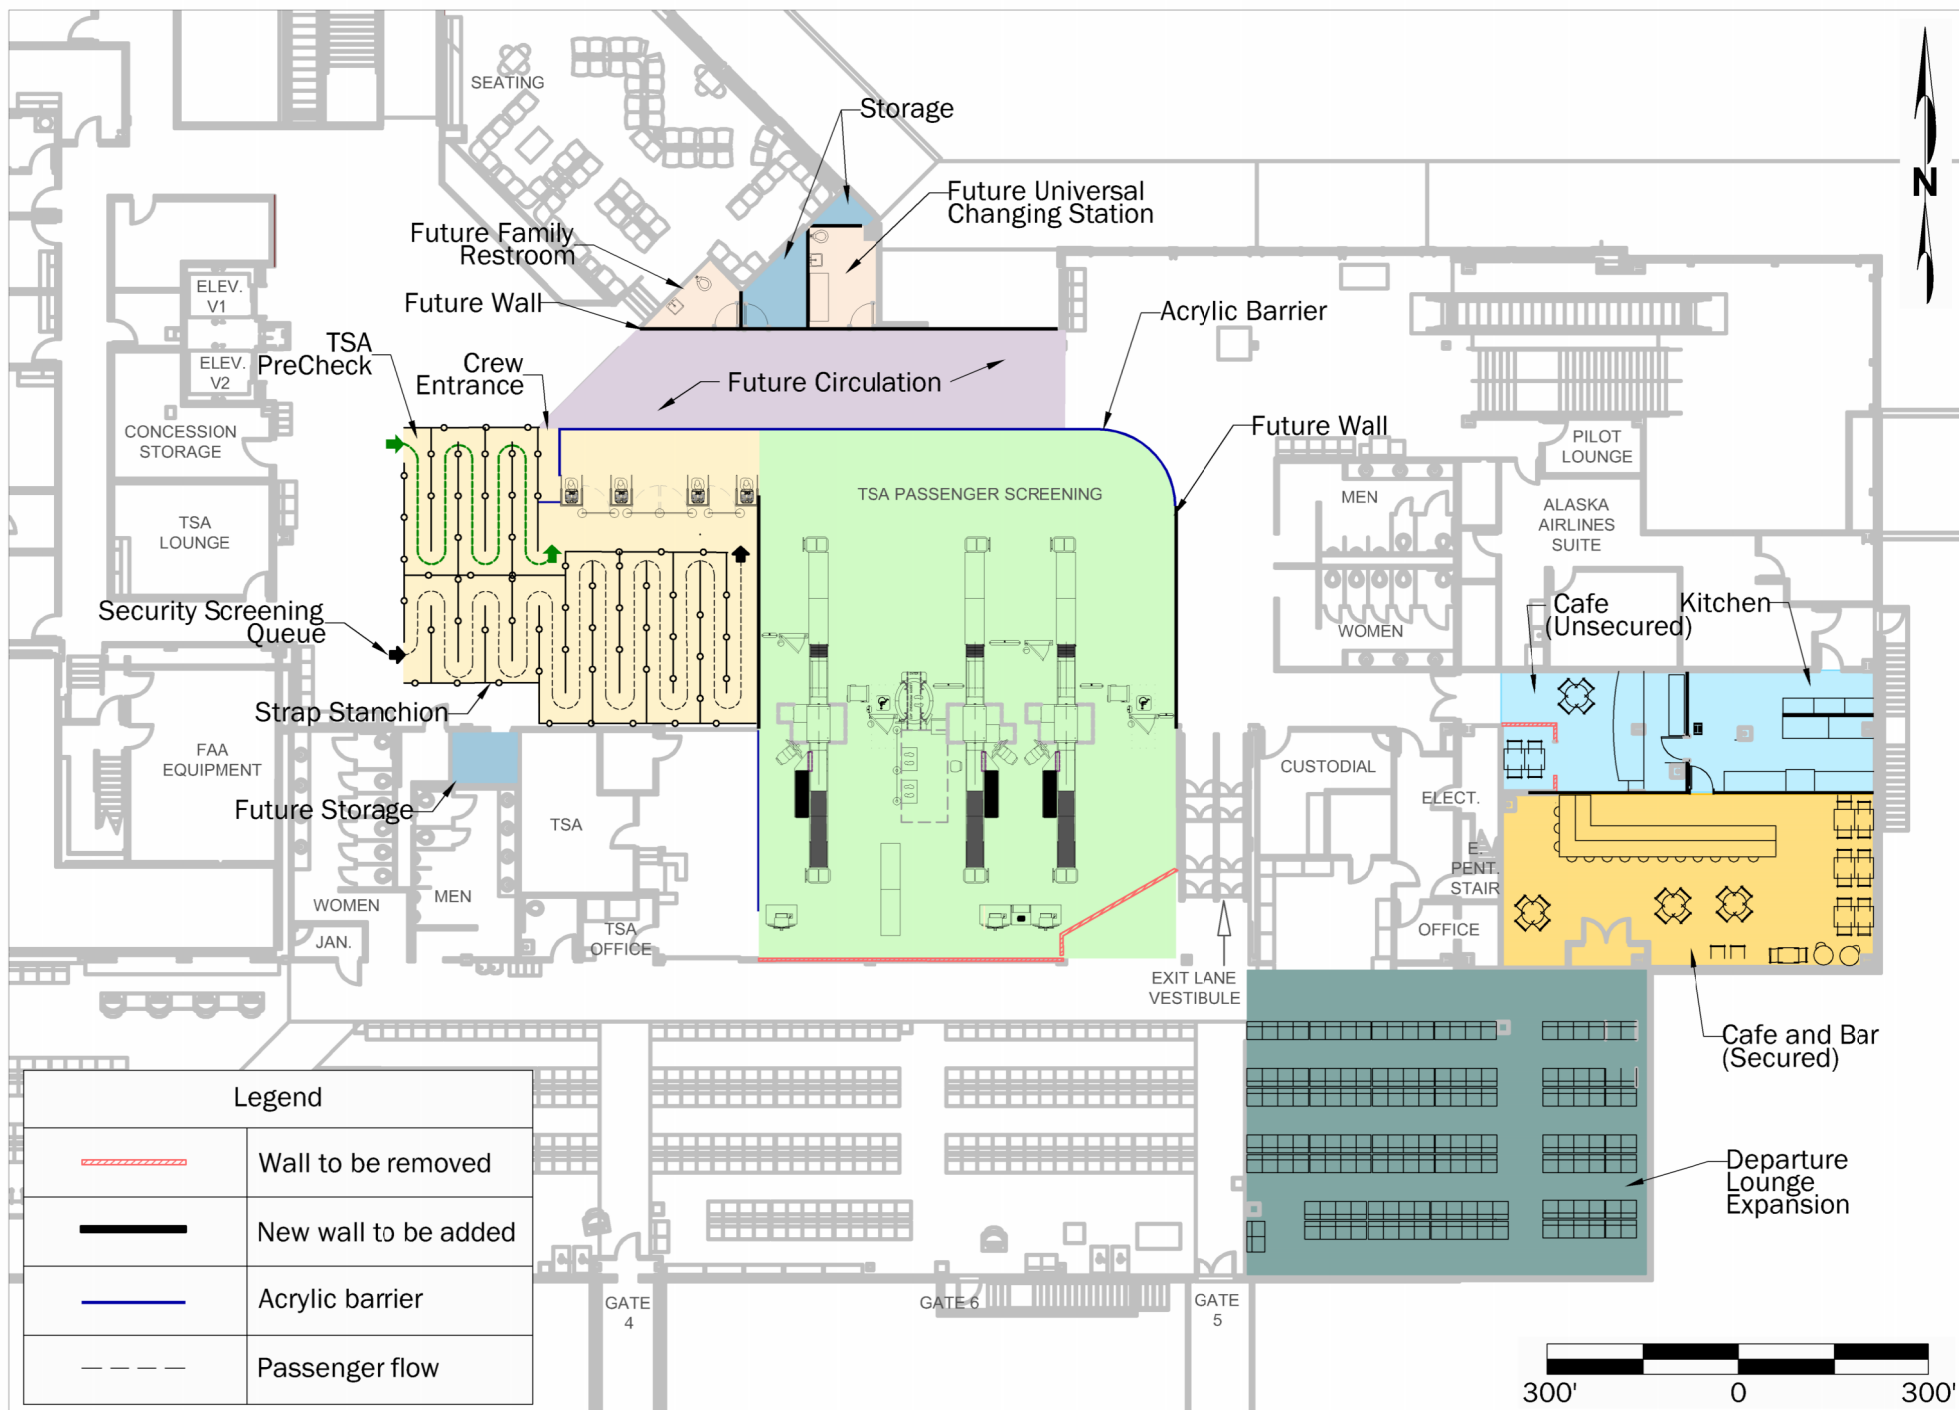 SEATING
Storage
Future Universal
Changing Station
N
Future Family
Restroom
Future Wall
ELEV.
V1
Acrylic Barrier
TSA
PreCheck
ELEV.
V2
Crew
Entrance
Future Circulation
CONCESSION
STORAGE
Future Wall
PILOT
LOUNGE
TSA PASSENGER SCREENING
MEN
ALASKA
AIRLINES
SUITE
TSA
LOUNGE
Security Screening
Queue
Cafe
(Unsecured)
Kitchen
WOMEN
Strap Stanchion
FAA
EQUIPMENT
CUSTODIAL
Future Storage
TSA
ELECT.
E.
PENT.
STAIR
WOMEN
MEN
OFFICE
JAN.
TSA
OFFICE
EXIT LANE
VESTIBULE
Cafe and Bar
(Secured)
Departure
Lounge
Expansion
Legend
Wall to be removed
New wall to be added
Acrylic barrier
Passenger flow
GATE
4
GATE 6
GATE
5
300' 0 300'